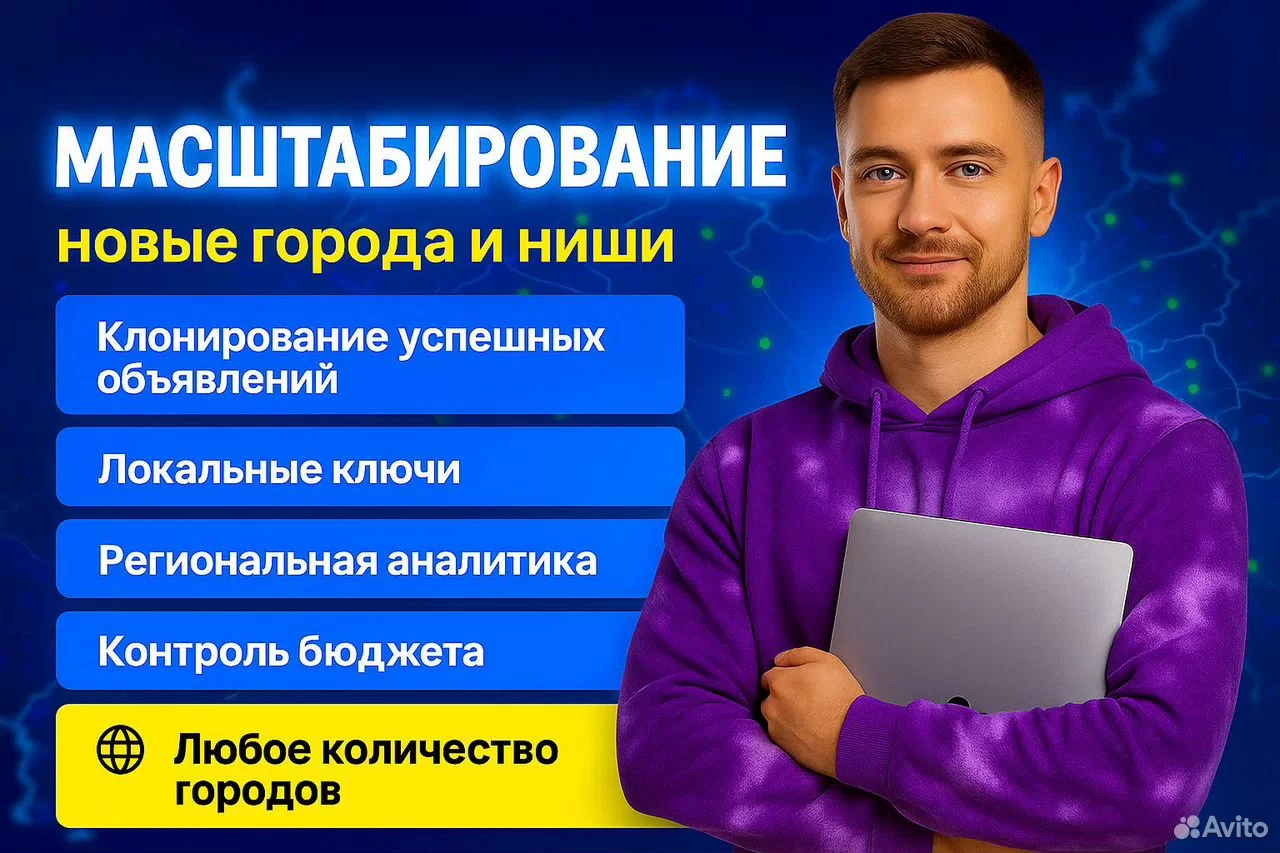 МАСШТАБИРОВАНИЕ
новые города и ниши
Клонирование успешных
объявлений
Локальные ключи
Региональная аналитика
Контроль бюджета
Любое количество
городов
Avito